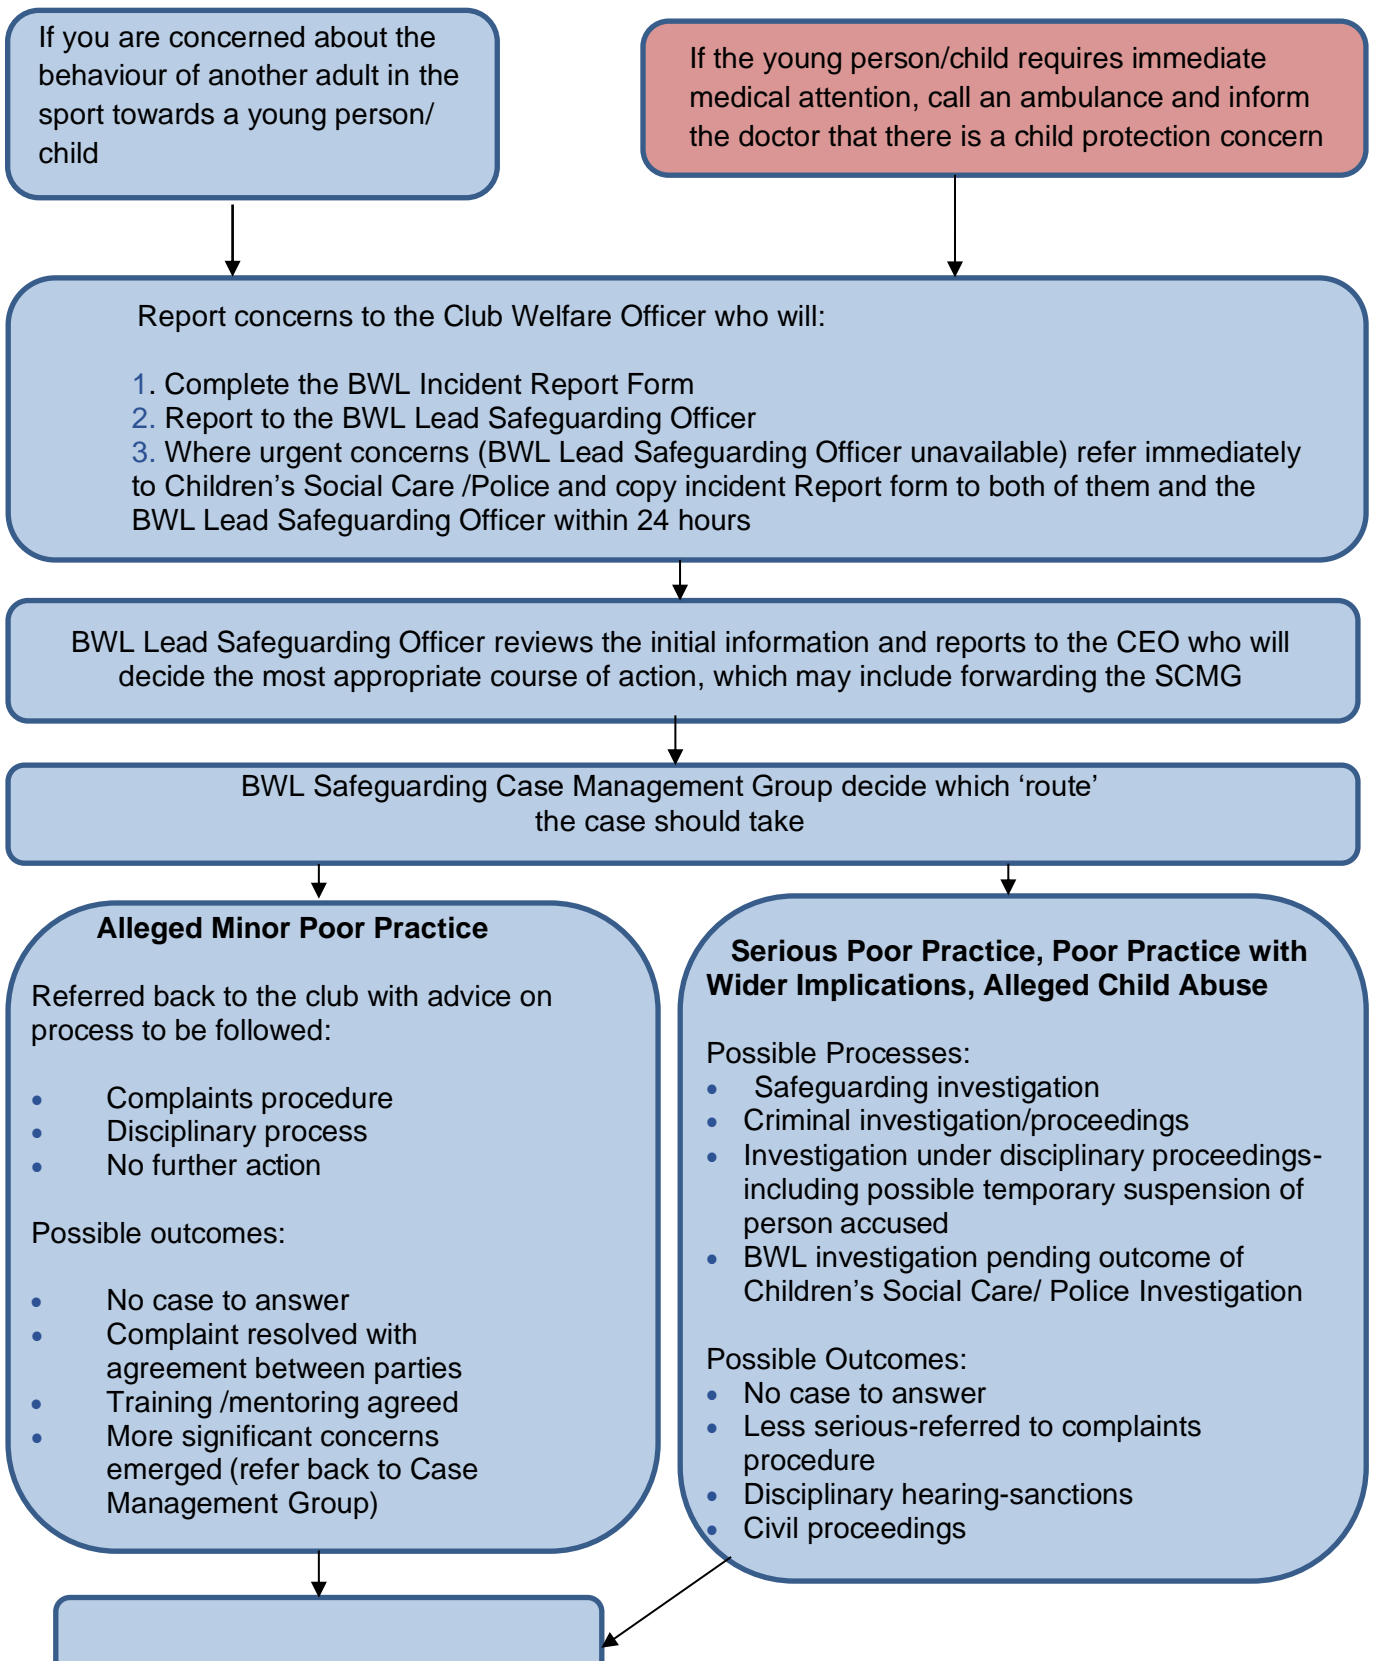 If you are concerned about the
behaviour of another adult in the
sport towards a young person/
child
If the young person/child requires immediate
medical attention, call an ambulance and inform
the doctor that there is a child protection concern
Report concerns to the Club Welfare Officer who will:
1. Complete the BWL Incident Report Form
2. Report to the BWL Lead Safeguarding Officer
3. Where urgent concerns (BWL Lead Safeguarding Officer unavailable) refer immediately
to Children’s Social Care /Police and copy incident Report form to both of them and the
BWL Lead Safeguarding Officer within 24 hours
BWL Lead Safeguarding Officer reviews the initial information and reports to the CEO who will
decide the most appropriate course of action, which may include forwarding the SCMG
BWL Safeguarding Case Management Group decide which ‘route’
the case should take
Alleged Minor Poor Practice
Referred back to the club with advice on
process to be followed:
• Complaints procedure
• Disciplinary process
• No further action
Possible outcomes:
• No case to answer
• Complaint resolved with
agreement between parties
• Training /mentoring agreed
• More significant concerns
emerged (refer back to Case
Management Group)
Serious Poor Practice, Poor Practice with
Wider Implications, Alleged Child Abuse
Possible Processes:
• Safeguarding investigation
• Criminal investigation/proceedings
• Investigation under disciplinary proceedings-
including possible temporary suspension of
person accused
• BWL investigation pending outcome of
Children’s Social Care/ Police Investigation
Possible Outcomes:
• No case to answer
• Less serious-referred to complaints
procedure
• Disciplinary hearing-sanctions
• Civil proceedings